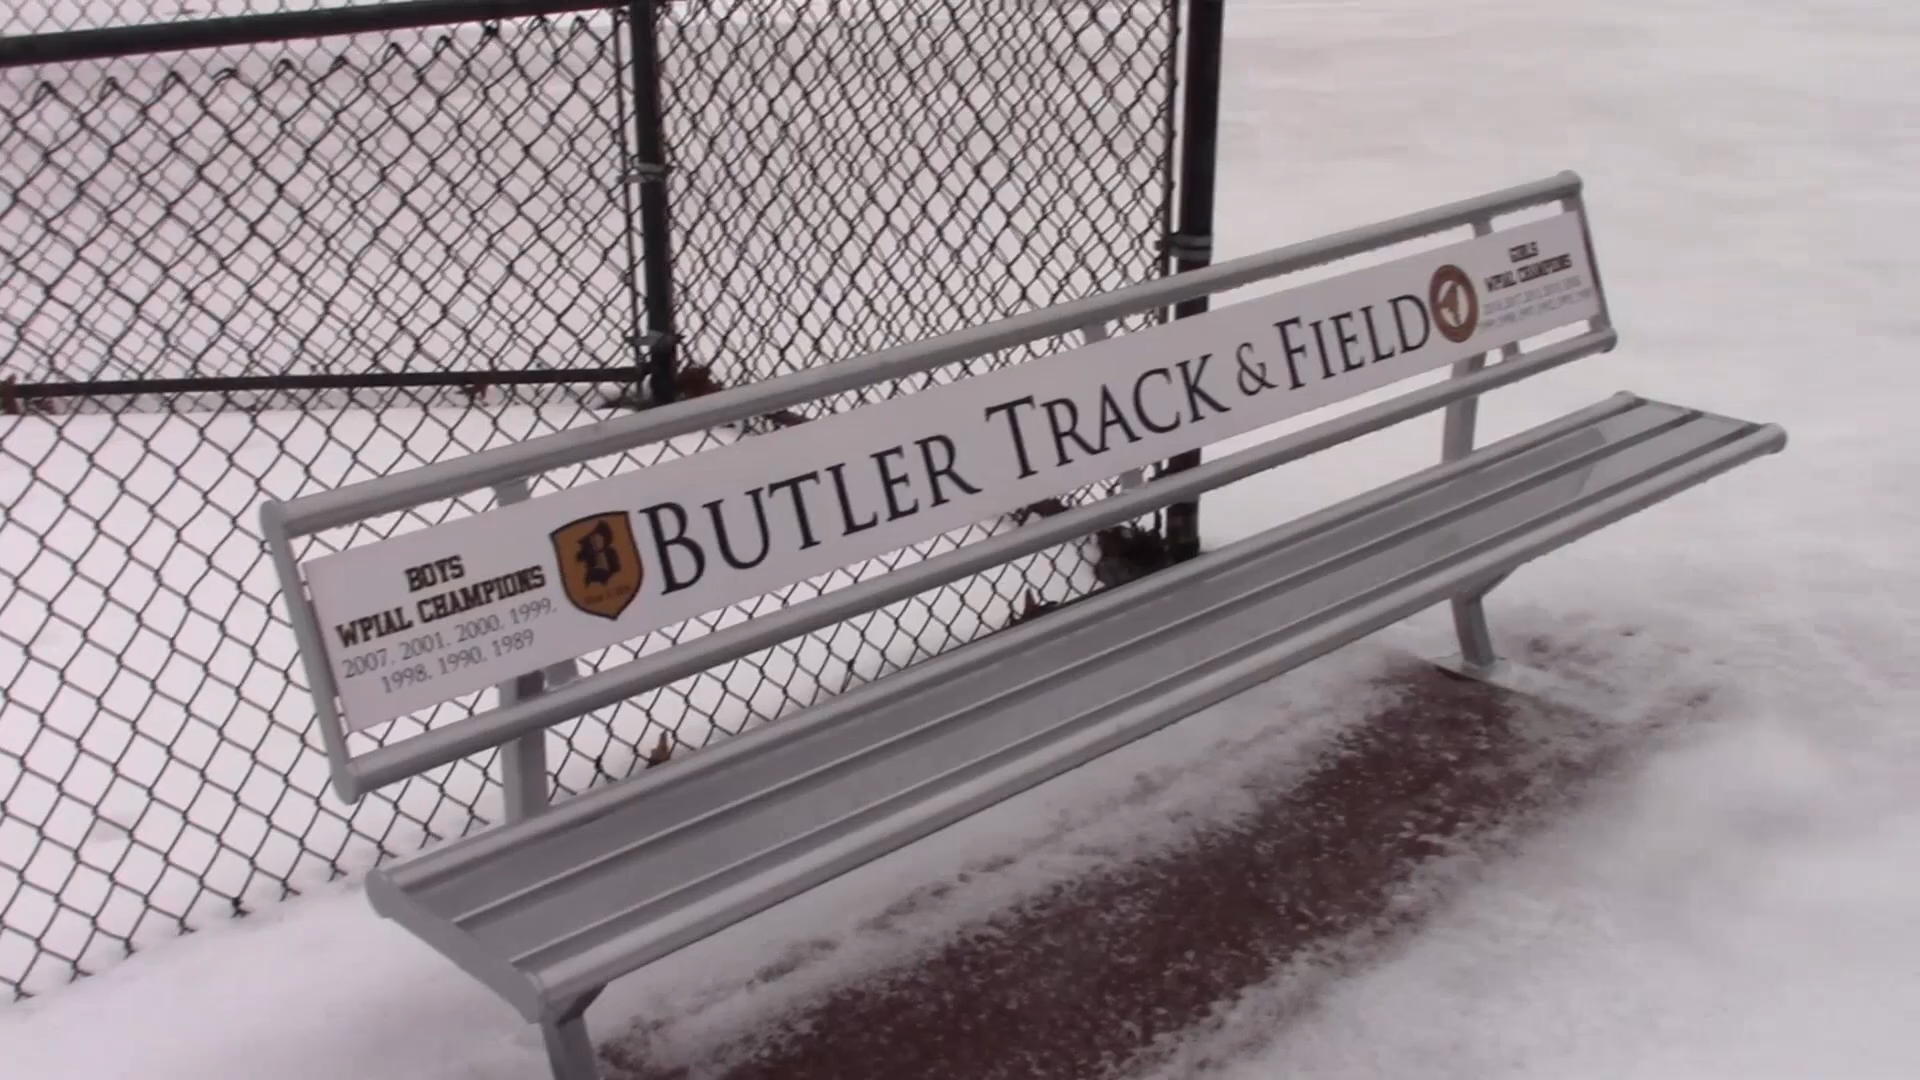 BOYS
WPIAL CHAMPIONS
2007, 2001, 2000, 1999,
1998, 1990, 1989
B
BUTLER TRACK & FIELD
GIRLS
WPIAL CHAMPIONS